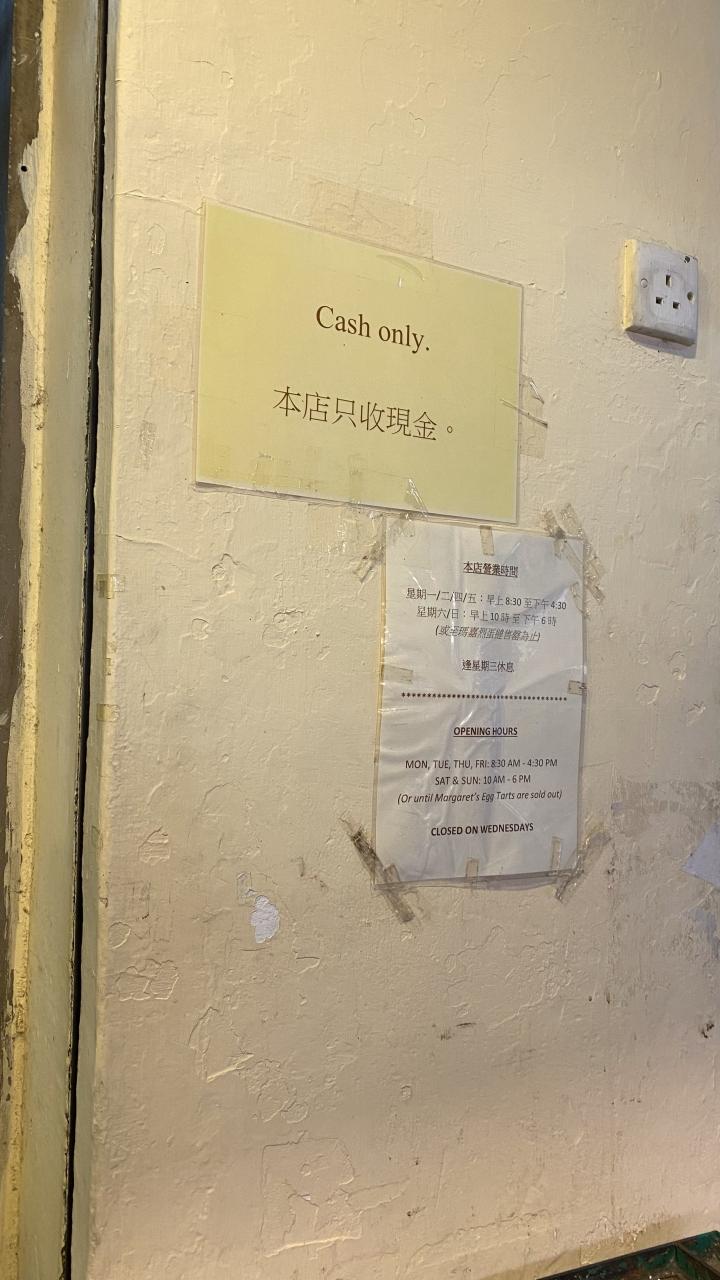 Cash only.
本店只收現金。
本店營業時間
星期一/二/四/五：早上 8:30 至下午 4:30
星期六/日：早上 10 時 至 下午 6 時
(或至瑪嘉烈蛋撻售罄為止)
逢星期三休息
**********************************
OPENING HOURS
MON, TUE, THU, FRI: 8:30 AM - 4:30 PM
SAT & SUN: 10 AM - 6 PM
(Or until Margaret's Egg Tarts are sold out)
CLOSED ON WEDNESDAYS